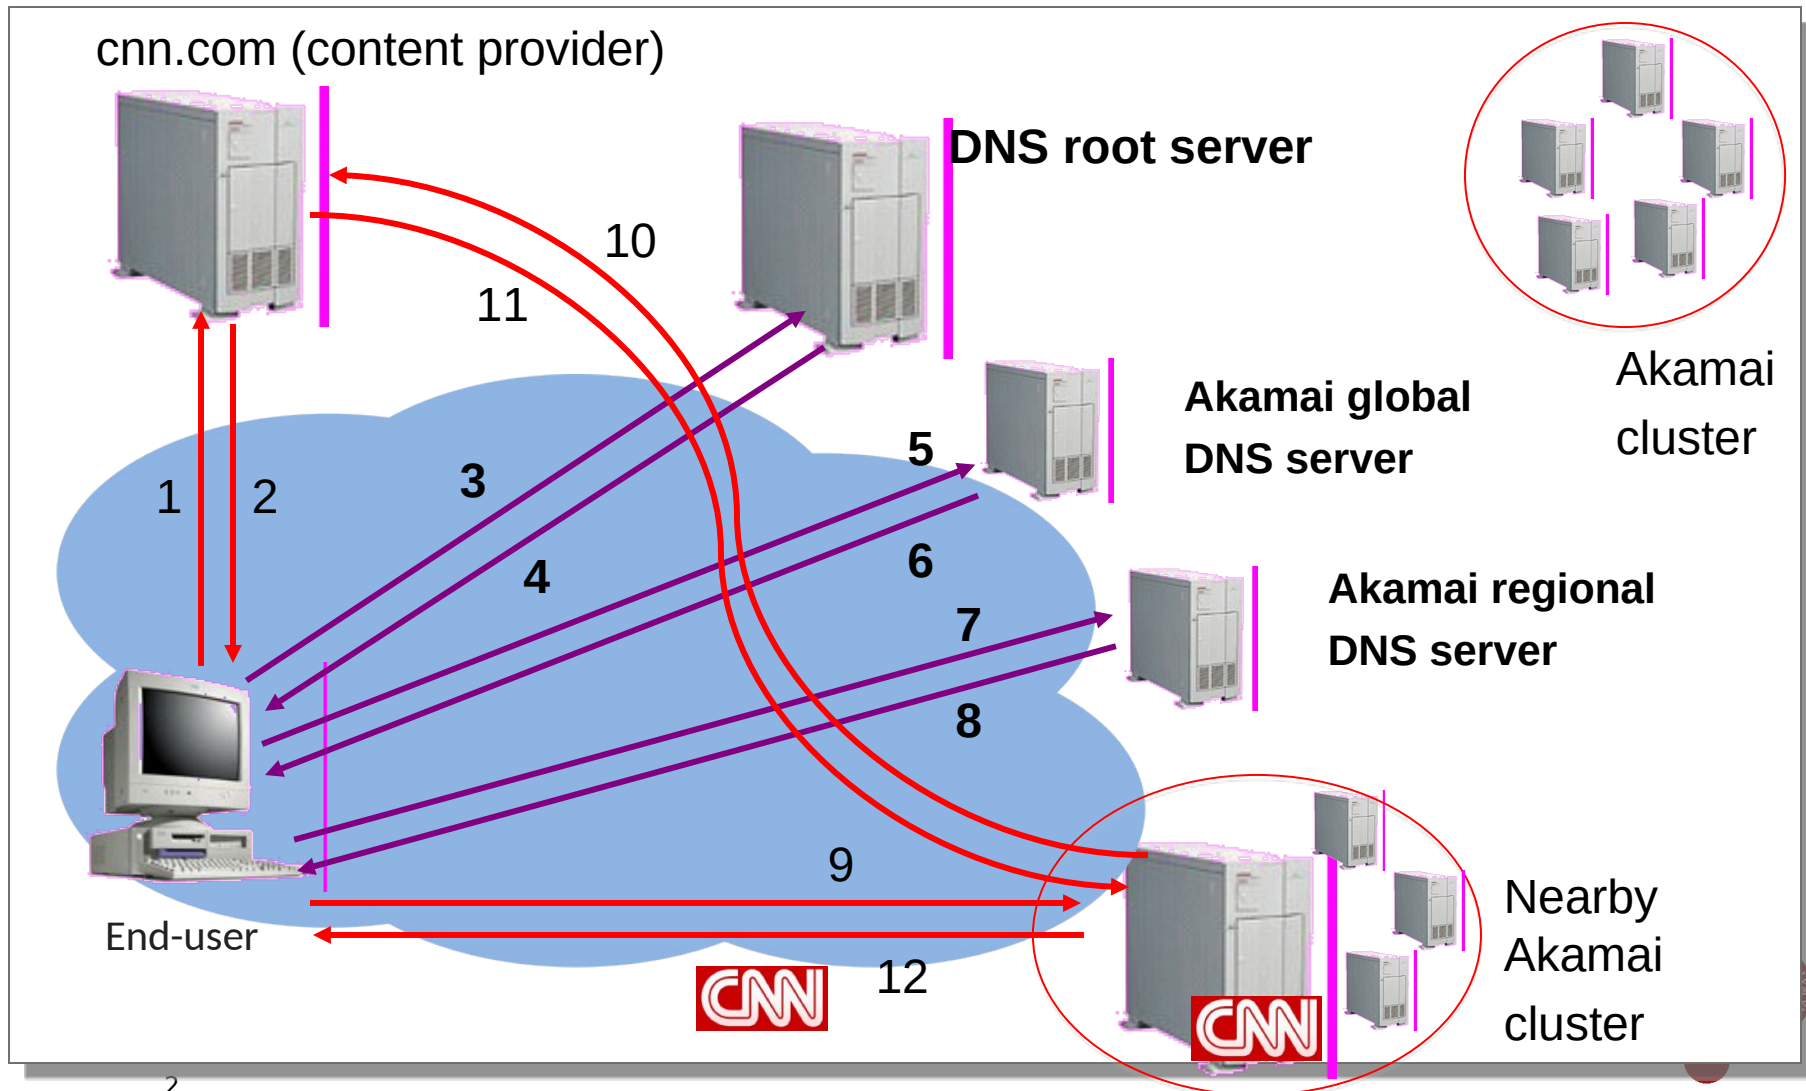 cnn.com (content provider)
DNS root server
10
11
Akamai
cluster
Akamai global
DNS server
5
3
1
2
4
6
Akamai regional
DNS server
7
8
9
End-user
Nearby
Akamai
cluster
12
CNN
CNN
2